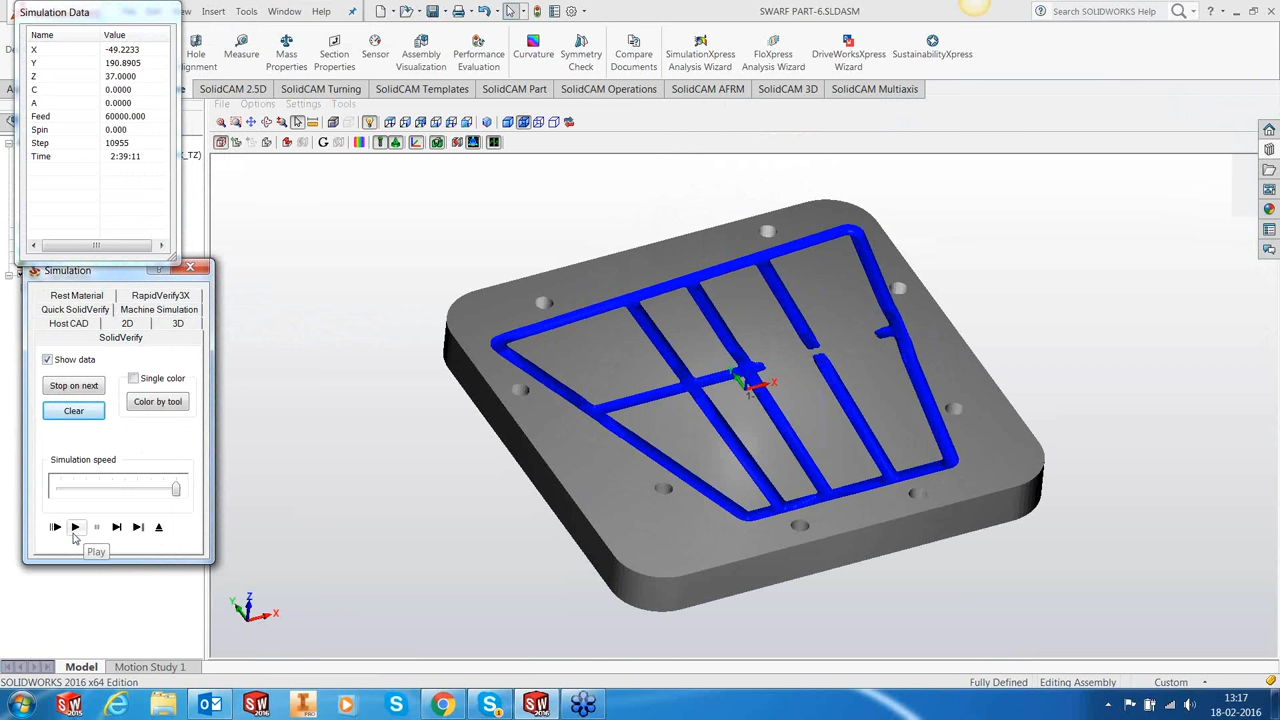 Simulation Data
Insert Tools Window Help
SWARF PART-6.SLDASM
Search SOLIDWORKS Help
Name Value
X -49.2233
Y 190.8905
Z 37.0000
C 0.0000
A 0.0000
Feed 60000.000
Spin 0.000
Step 10955
Time 2:39:11
Hole Alignment
Measure
Mass Properties
Section Properties
Sensor
Assembly Visualization
Performance Evaluation
Curvature
Symmetry Check
Compare Documents
SimulationXpress Analysis Wizard
FloXpress Analysis Wizard
DriveWorksXpress Wizard
SustainabilityXpress
SolidCAM 2.5D SolidCAM Turning SolidCAM Templates SolidCAM Part SolidCAM Operations SolidCAM AFRM SolidCAM 3D SolidCAM Multiaxis
File Options Settings Tools
_TZ)
Simulation
Rest Material RapidVerify3X
Quick SolidVerify Machine Simulation
Host CAD 2D 3D
SolidVerify
Show data
Stop on next
Single color
Clear
Color by tool
Simulation speed
Play
X
Z
Y
X
Model Motion Study 1
SOLIDWORKS 2016 x64 Edition
Fully Defined Editing Assembly Custom
13:17
18-02-2016